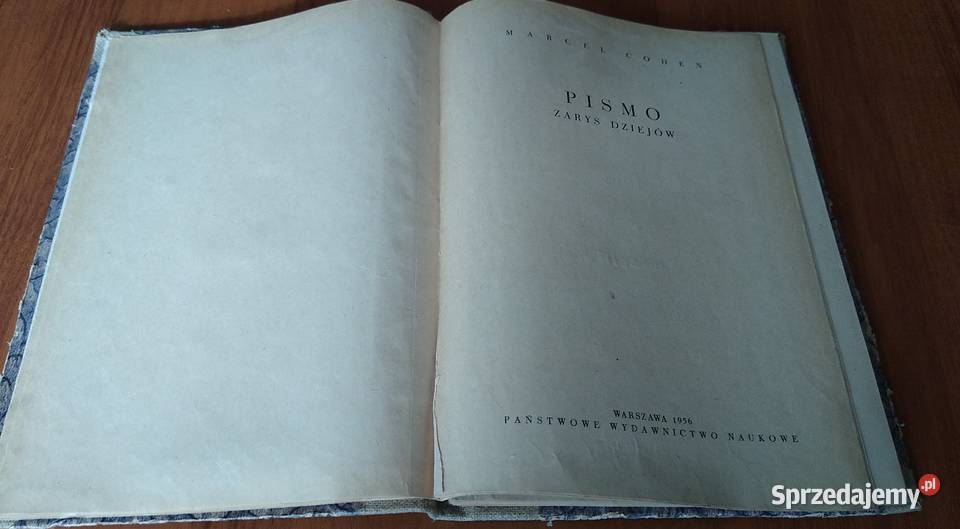 MARCEL COHEN
PISMO
ZARYS DZIEJÓW
WARSZAWA 1956
PAŃSTWOWE WYDAWNICTWO NAUKOWE
Sprzedajemy.pl